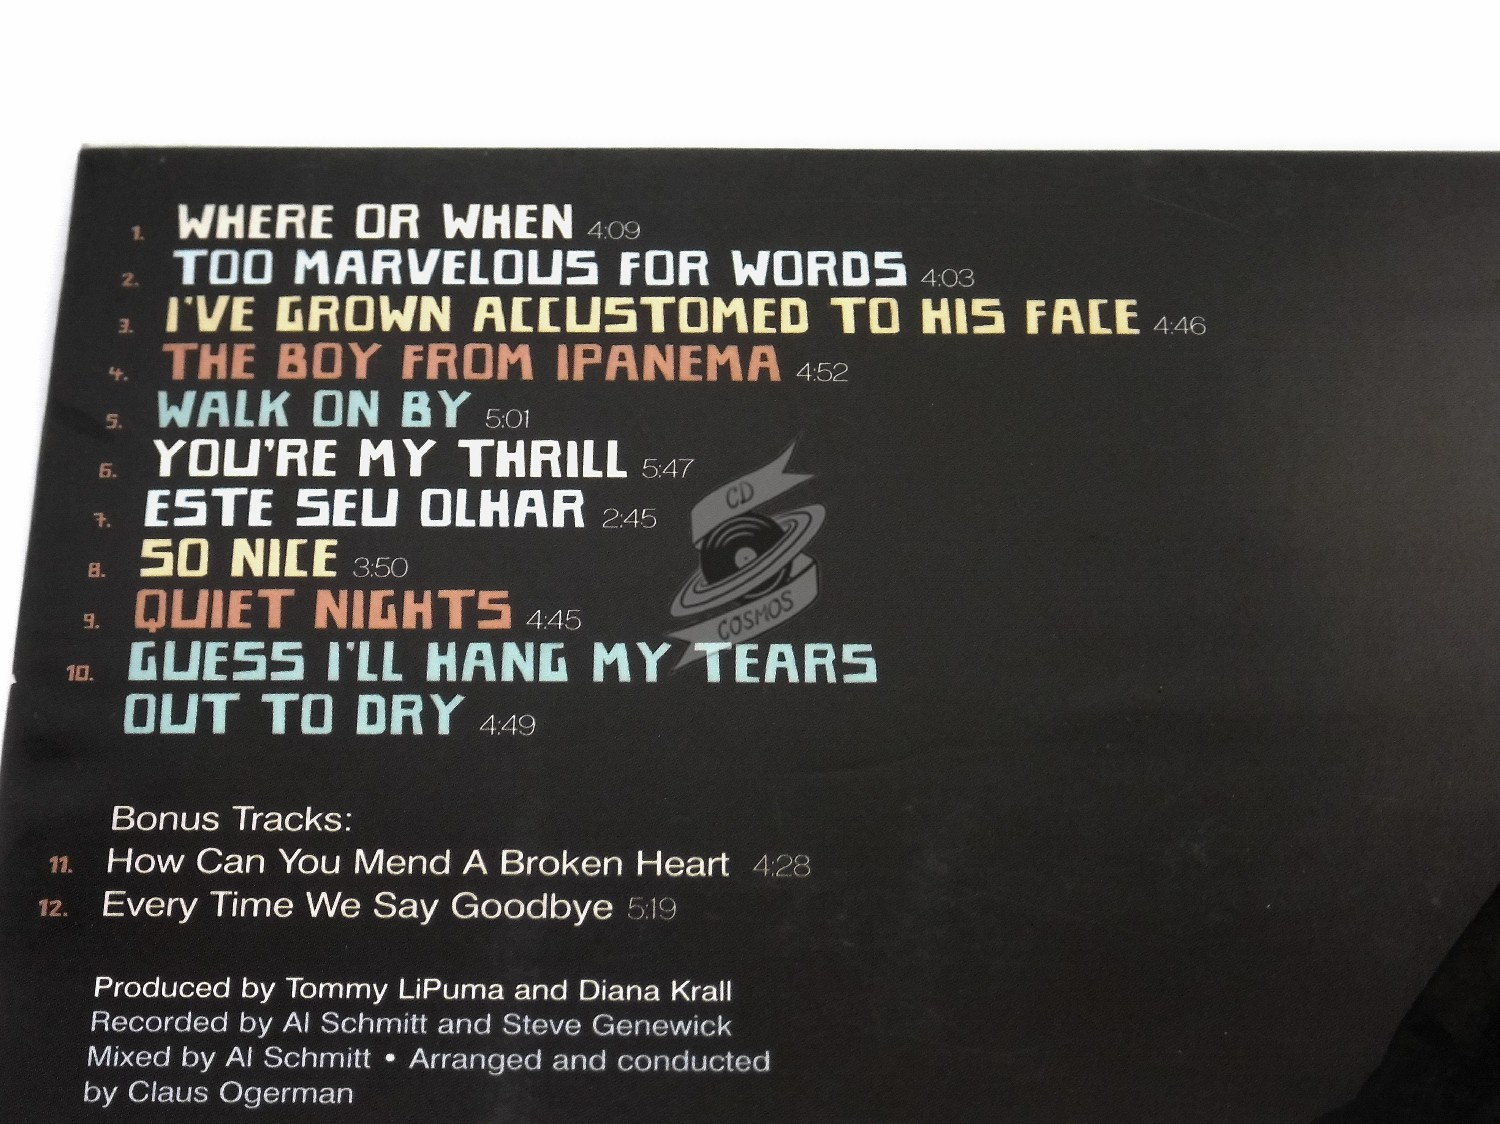 1. WHERE OR WHEN 4:09
2. TOO MARVELOUS FOR WORDS 4:03
3. I'VE GROWN ACCUSTOMED TO HIS FACE 4:46
4. THE BOY FROM IPANEMA 4:52
5. WALK ON BY 5:01
6. YOU'RE MY THRILL 5:47
7. ESTE SEU OLHAR 2:45
8. SO NICE 3:50
9. QUIET NIGHTS 4:45
10. GUESS I'LL HANG MY TEARS
OUT TO DRY 4:49
CD
COSMOS
Bonus Tracks:
11. How Can You Mend A Broken Heart 4:28
12. Every Time We Say Goodbye 5:19
Produced by Tommy LiPuma and Diana Krall
Recorded by Al Schmitt and Steve Genewick
Mixed by Al Schmitt • Arranged and conducted
by Claus Ogerman